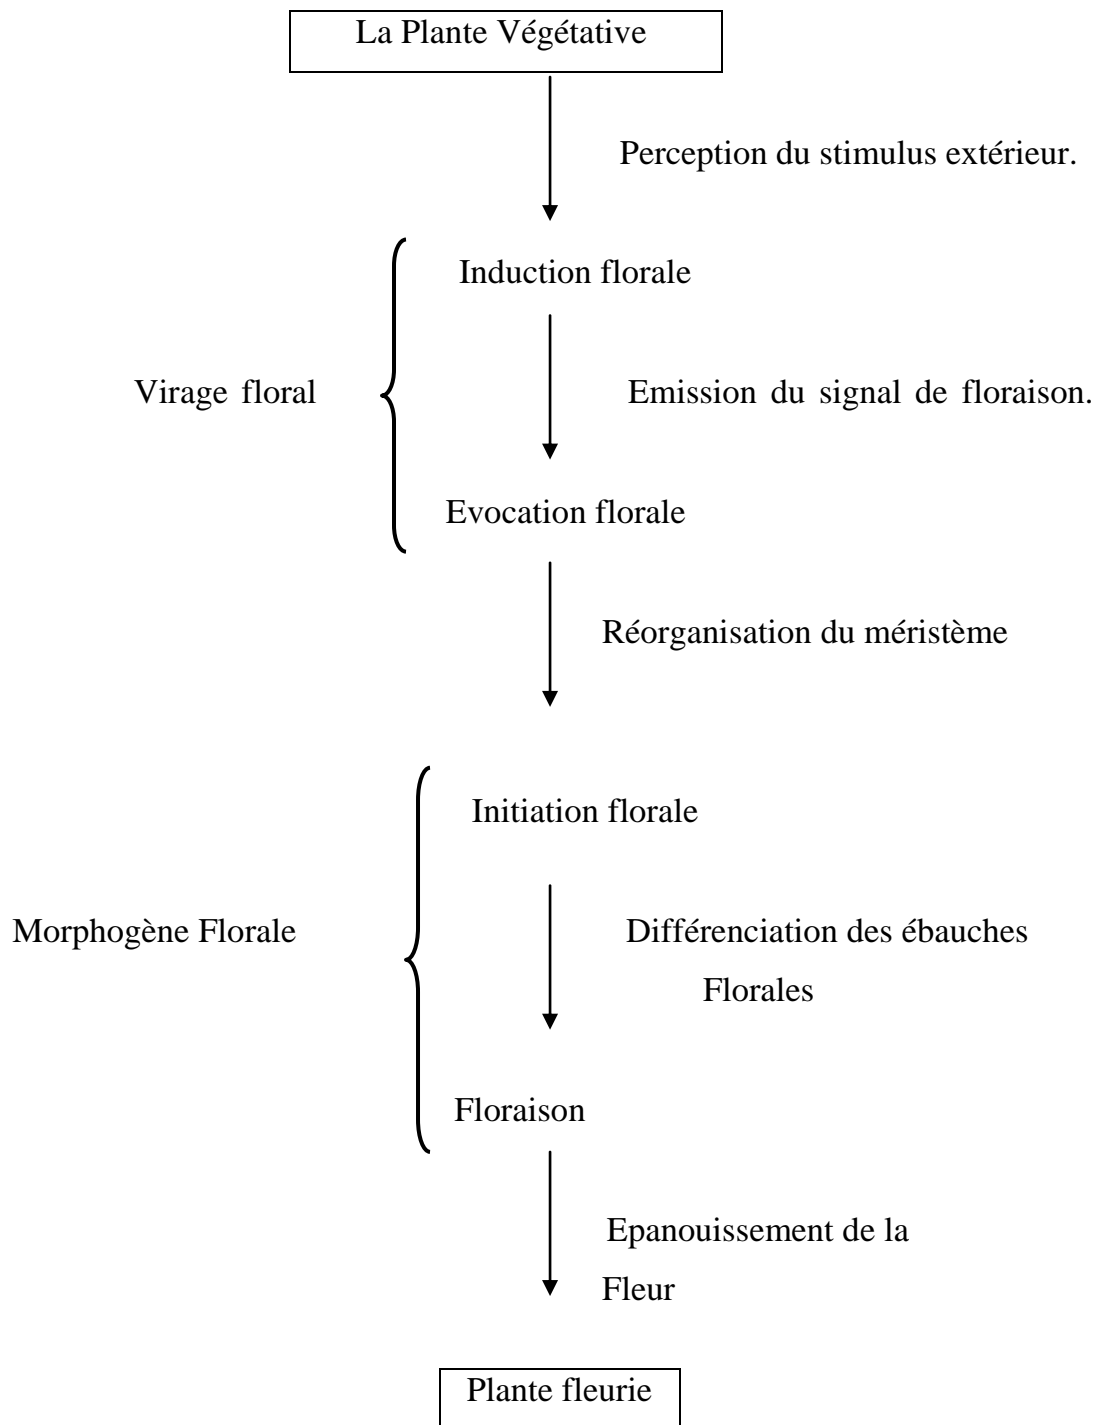 La Plante Végétative
Perception du stimulus extérieur.
Induction florale
Virage floral
Emission du signal de floraison.
Evocation florale
Réorganisation du méristème
Initiation florale
Morphogène Florale
Différenciation des ébauches
Florales
Floraison
Epanouissement de la
Fleur
Plante fleurie